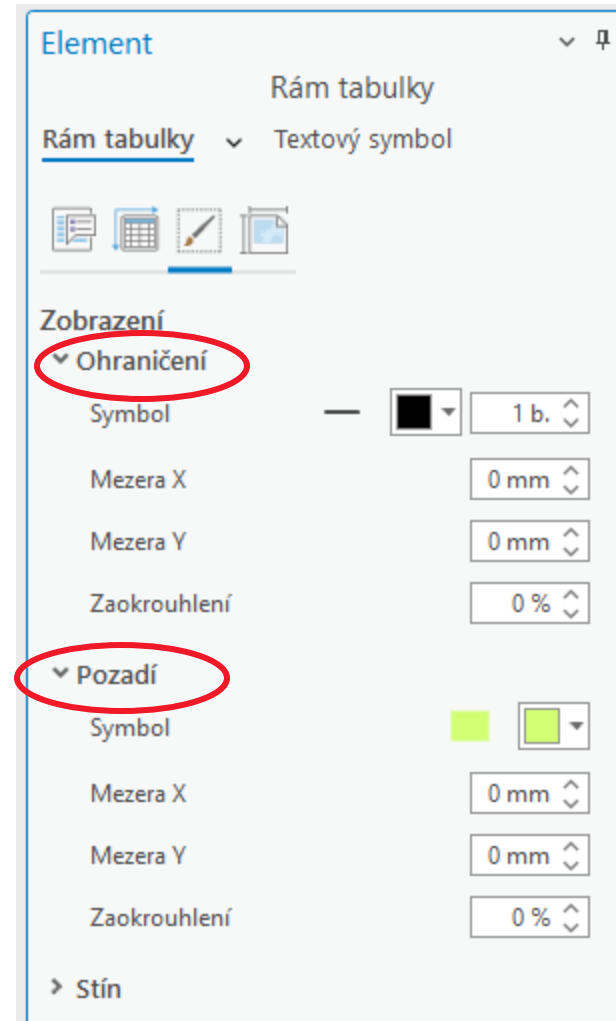 Element
Rám tabulky
Rám tabulky Textový symbol
Zobrazení
Ohraničení
Symbol 1 b.
Mezera X 0 mm
Mezera Y 0 mm
Zaokrouhlení 0 %
Pozadí
Symbol
Mezera X 0 mm
Mezera Y 0 mm
Zaokrouhlení 0 %
Stín